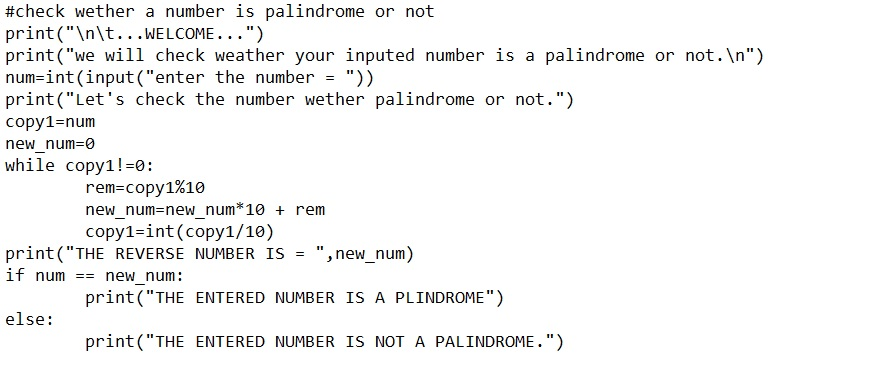 #check wether a number is palindrome or not
print("\n\t...WELCOME...")
print("we will check weather your inputed number is a palindrome or not.\n")
num=int(input("enter the number = "))
print("Let's check the number wether palindrome or not.")
copy1=num
new_num=0
while copy1!=0:
        rem=copy1%10
        new_num=new_num*10 + rem
        copy1=int(copy1/10)
print("THE REVERSE NUMBER IS = ",new_num)
if num == new_num:
        print("THE ENTERED NUMBER IS A PLINDROME")
else:
        print("THE ENTERED NUMBER IS NOT A PALINDROME.")